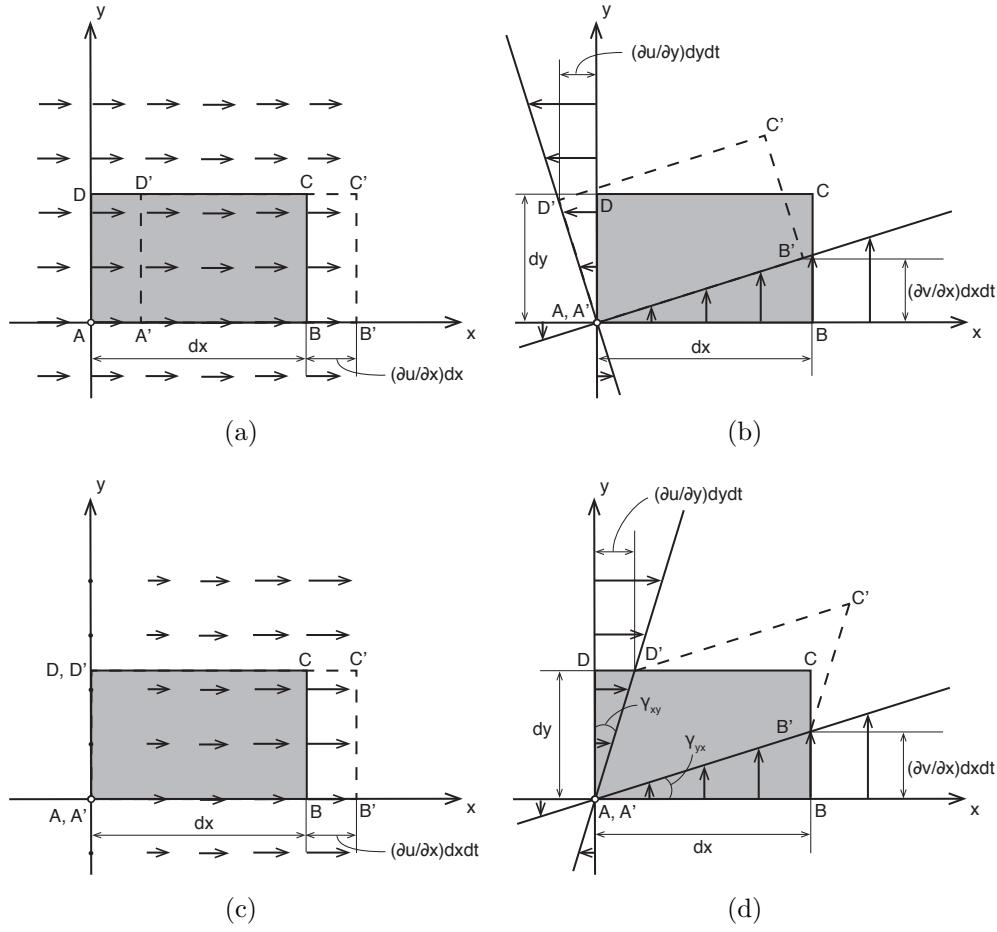 y
D
D'
C
C'
A
A'
B
B'
x
dx
(∂u/∂x)dx
(a)
y
(∂u/∂y)dydt
C'
C
D'
D
dy
B'
A, A'
(∂v/∂x)dxdt
x
dx
B
(b)
y
D, D'
C
C'
A, A'
B
B'
x
dx
(∂u/∂x)dxdt
(c)
y
(∂u/∂y)dydt
C'
D
D'
C
γxy
dy
B'
γyx
(∂v/∂x)dxdt
A, A'
B
x
dx
(d)